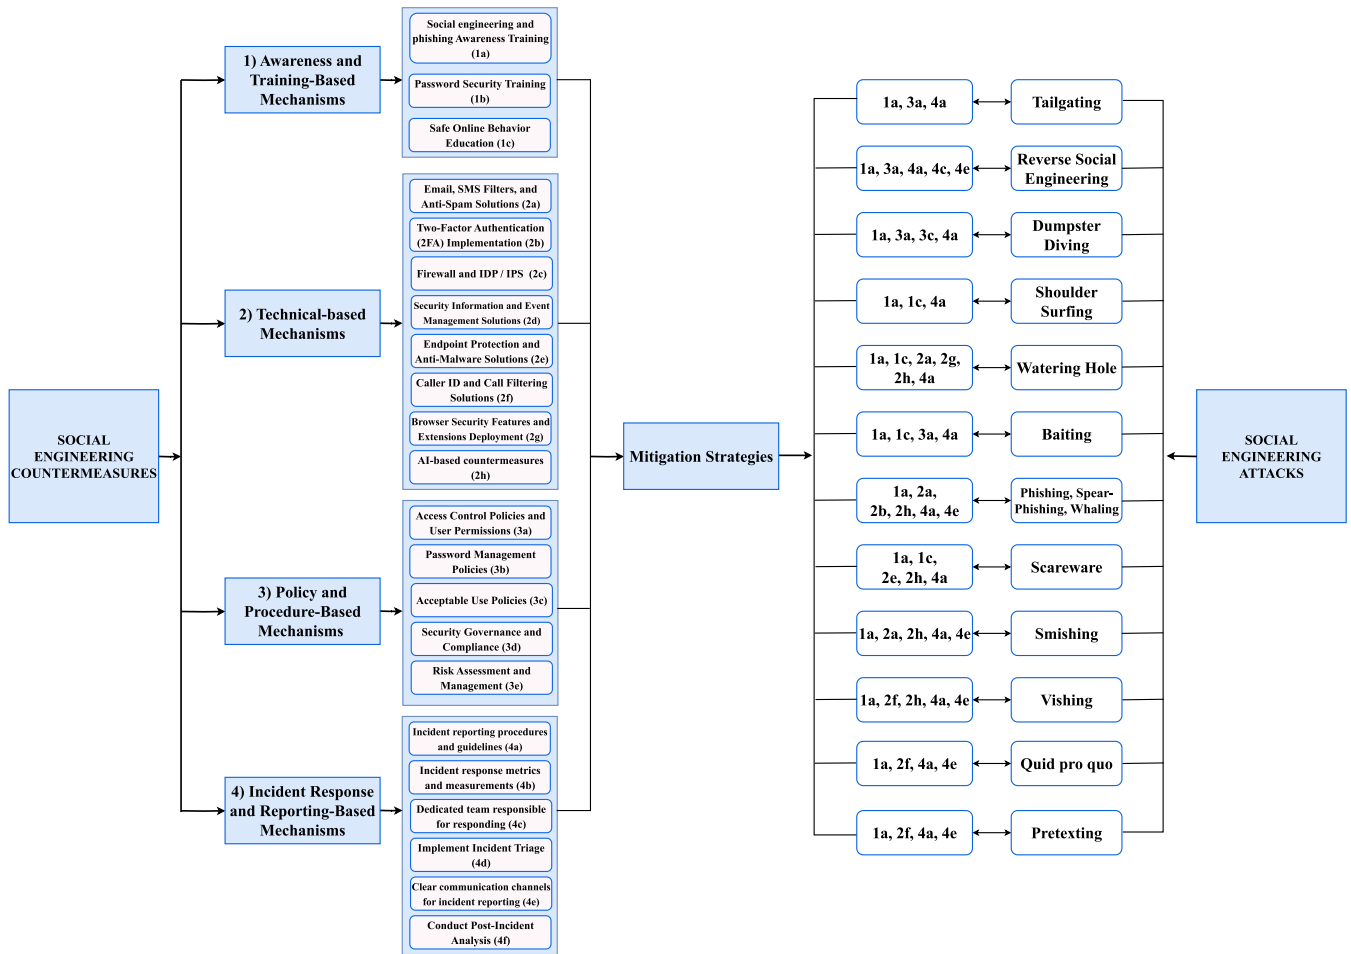 SOCIAL
ENGINEERING
COUNTERMEASURES
1) Awareness and
Training-Based
Mechanisms
Social engineering and
phishing Awareness Training
(1a)
Password Security Training
(1b)
Safe Online Behavior
Education (1c)
2) Technical-based
Mechanisms
Email, SMS Filters, and
Anti-Spam Solutions (2a)
Two-Factor Authentication
(2FA) Implementation (2b)
Firewall and IDP / IPS (2c)
Security Information and Event
Management Solutions (2d)
Endpoint Protection and
Anti-Malware Solutions (2e)
Caller ID and Call Filtering
Solutions (2f)
Browser Security Features and
Extensions Deployment (2g)
AI-based countermeasures
(2h)
3) Policy and
Procedure-Based
Mechanisms
Access Control Policies and
User Permissions (3a)
Password Management
Policies (3b)
Acceptable Use Policies (3c)
Security Governance and
Compliance (3d)
Risk Assessment and
Management (3e)
4) Incident Response
and Reporting-Based
Mechanisms
Incident reporting procedures
and guidelines (4a)
Incident response metrics
and measurements (4b)
Dedicated team responsible
for responding (4c)
Implement Incident Triage
(4d)
Clear communication channels
for incident reporting (4e)
Conduct Post-Incident
Analysis (4f)
Mitigation Strategies
1a, 3a, 4a
Tailgating
1a, 3a, 4a, 4c, 4e
Reverse Social
Engineering
1a, 3a, 3c, 4a
Dumpster
Diving
1a, 1c, 4a
Shoulder
Surfing
1a, 1c, 2a, 2g,
2h, 4a
Watering Hole
1a, 1c, 3a, 4a
Baiting
1a, 2a,
2b, 2h, 4a, 4e
Phishing, Spear-
Phishing, Whaling
1a, 1c,
2e, 2h, 4a
Scareware
1a, 2a, 2h, 4a, 4e
Smishing
1a, 2f, 2h, 4a, 4e
Vishing
1a, 2f, 4a, 4e
Quid pro quo
1a, 2f, 4a, 4e
Pretexting
SOCIAL
ENGINEERING
ATTACKS